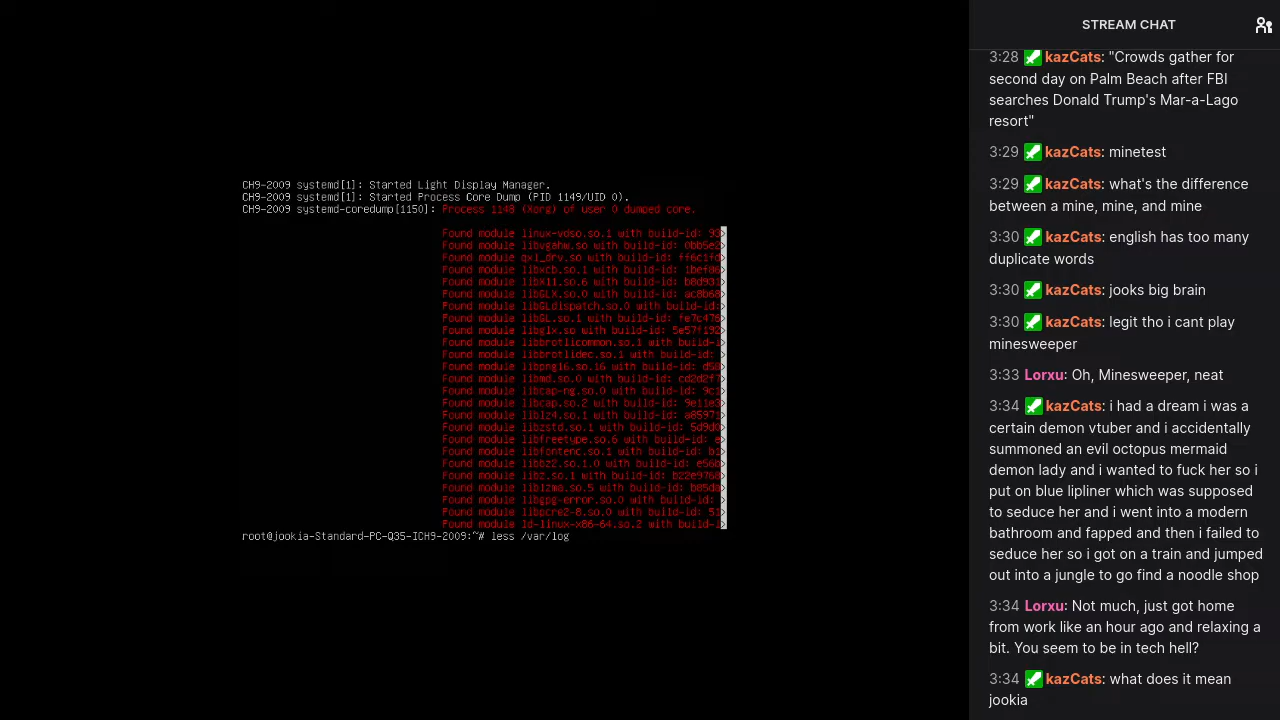 CH9-2009 systemd[1]: Started Light Display Manager.
CH9-2009 systemd[1]: Started Process Core Dump (PID 1149/UID 0).
CH9-2009 systemd-coredump[1150]: Process 1148 (Xorg) of user 0 dumped core.
Found module linux-vdso.so.1 with build-id: 93>
Found module libvgahw.so with build-id: 0bb5e2>
Found module qxl_drv.so with build-id: ff6c1fd>
Found module libxcb.so.1 with build-id: 1bef86>
Found module libX11.so.6 with build-id: b8d931>
Found module libGLX.so.0 with build-id: ac8b68>
Found module libGLdispatch.so.0 with build-id:>
Found module libGL.so.1 with build-id: fe7c476>
Found module libglx.so with build-id: 5e57f192>
Found module libbrotlicommon.so.1 with build-i>
Found module libbrotlidec.so.1 with build-id: >
Found module libpng16.so.16 with build-id: d58>
Found module libmd.so.0 with build-id: cd2d2f7>
Found module libcap-ng.so.0 with build-id: 9c1>
Found module libcap.so.2 with build-id: 9e11e3>
Found module liblz4.so.1 with build-id: a85971>
Found module libzstd.so.1 with build-id: 5d9d0>
Found module libfreetype.so.6 with build-id: e>
Found module libfontenc.so.1 with build-id: b1>
Found module libbz2.so.1.0 with build-id: e56b>
Found module libz.so.1 with build-id: b22e976>
Found module liblzma.so.5 with build-id: b85da>
Found module libgpg-error.so.0 with build-id: >
Found module libpcre2-8.so.0 with build-id: 51>
Found module ld-linux-x86-64.so.2 with build-i>
root@jookia-Standard-PC-Q35-ICH9-2009:~# less /var/log
STREAM CHAT
3:28 kazCats: "Crowds gather for
second day on Palm Beach after FBI
searches Donald Trump's Mar-a-Lago
resort"
3:29 kazCats: minetest
3:29 kazCats: what's the difference
between a mine, mine, and mine
3:30 kazCats: english has too many
duplicate words
3:30 kazCats: jooks big brain
3:30 kazCats: legit tho i cant play
minesweeper
3:33 Lorxu: Oh, Minesweeper, neat
3:34 kazCats: i had a dream i was a
certain demon vtuber and i accidentally
summoned an evil octopus mermaid
demon lady and i wanted to fuck her so i
put on blue lipliner which was supposed
to seduce her and i went into a modern
bathroom and fapped and then i failed to
seduce her so i got on a train and jumped
out into a jungle to go find a noodle shop
3:34 Lorxu: Not much, just got home
from work like an hour ago and relaxing a
bit. You seem to be in tech hell?
3:34 kazCats: what does it mean
jookia